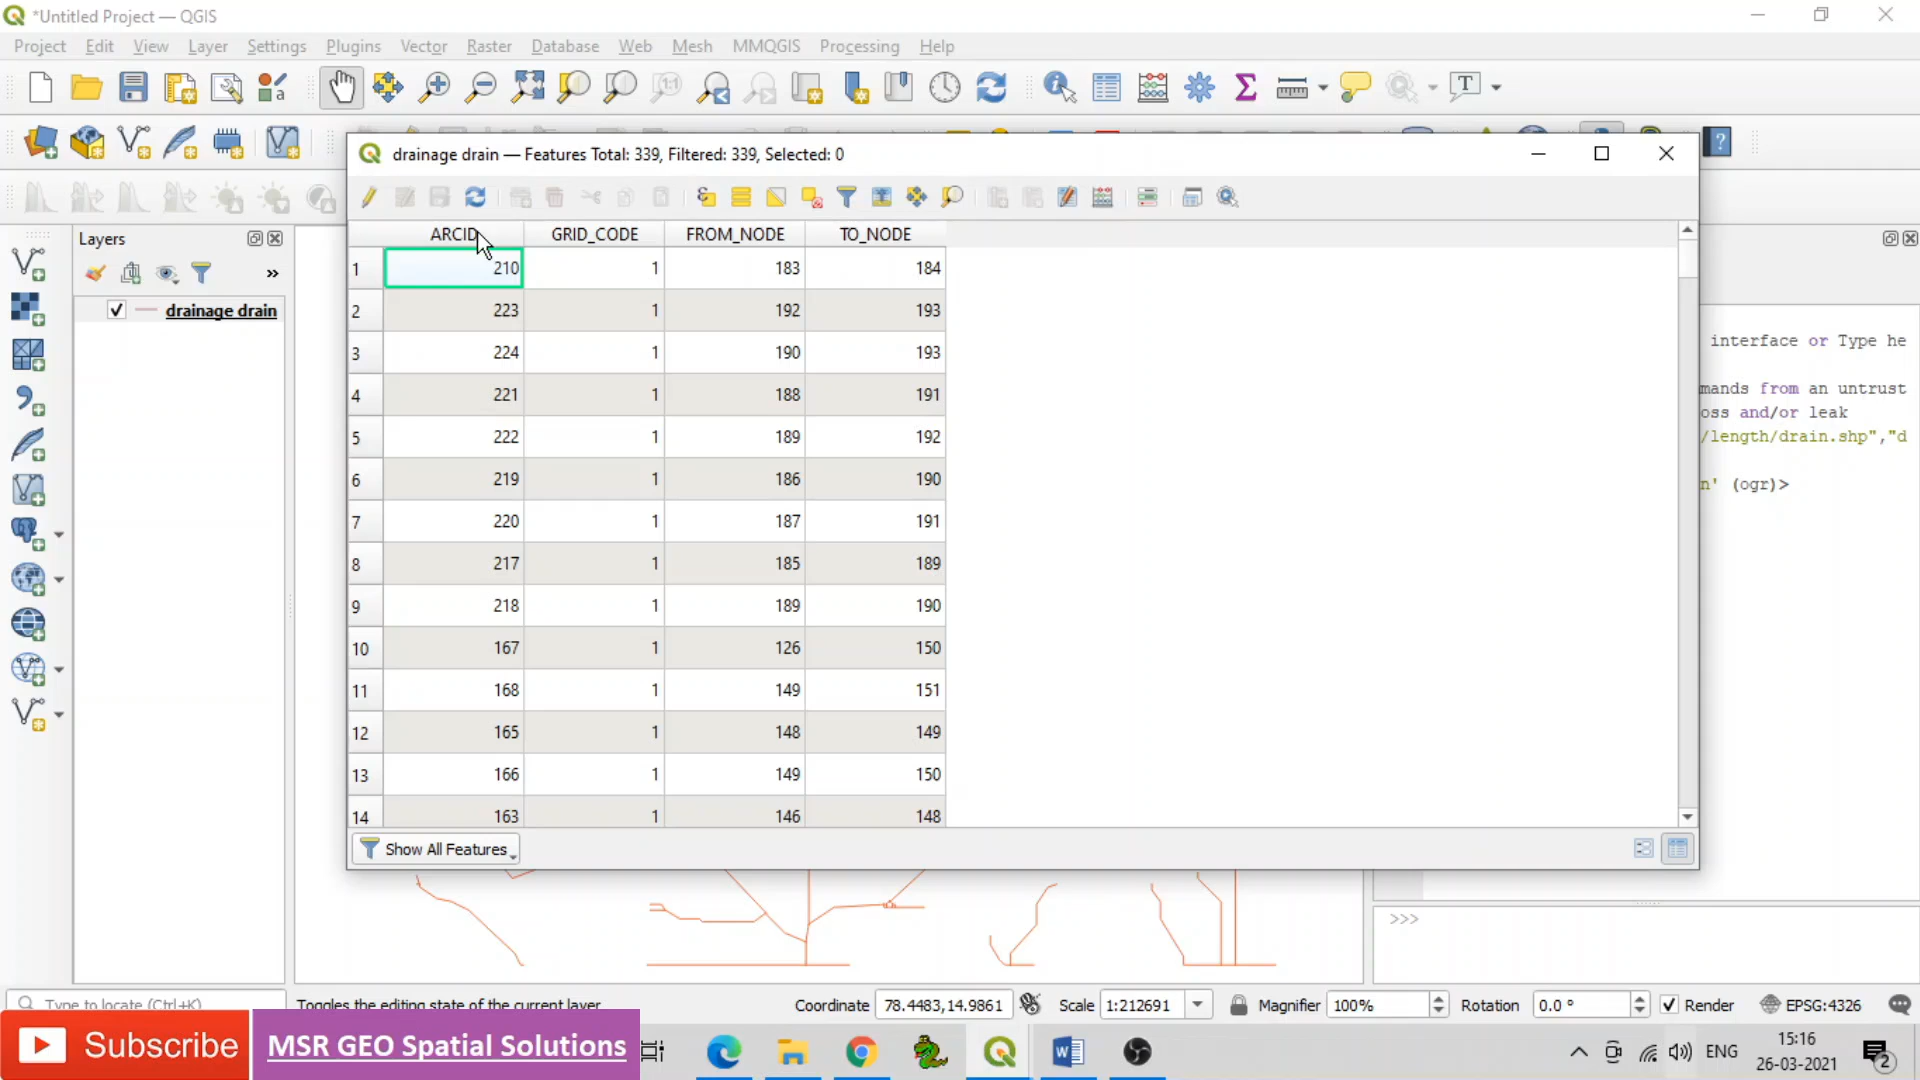 *Untitled Project — QGIS
Project Edit View Layer Settings Plugins Vector Raster Database Web Mesh MMQGIS Processing Help
drainage drain — Features Total: 339, Filtered: 339, Selected: 0
Layers
drainage drain
ARCID GRID_CODE FROM_NODE TO_NODE
1 210 1 183 184
2 223 1 192 193
3 224 1 190 193
4 221 1 188 191
5 222 1 189 192
6 219 1 186 190
7 220 1 187 191
8 217 1 185 189
9 218 1 189 190
10 167 1 126 150
11 168 1 149 151
12 165 1 148 149
13 166 1 149 150
14 163 1 146 148
Show All Features
interface or Type he
mands from an untrust
oss and/or leak
/length/drain.shp","d
n' (ogr)>
>>>
Type to locate (Ctrl+K) Toggles the editing state of the current layer Coordinate 78.4483,14.9861 Scale 1:212691 Magnifier 100% Rotation 0.0 ° Render EPSG:4326
Subscribe MSR GEO Spatial Solutions
ENG 15:16
26-03-2021
2